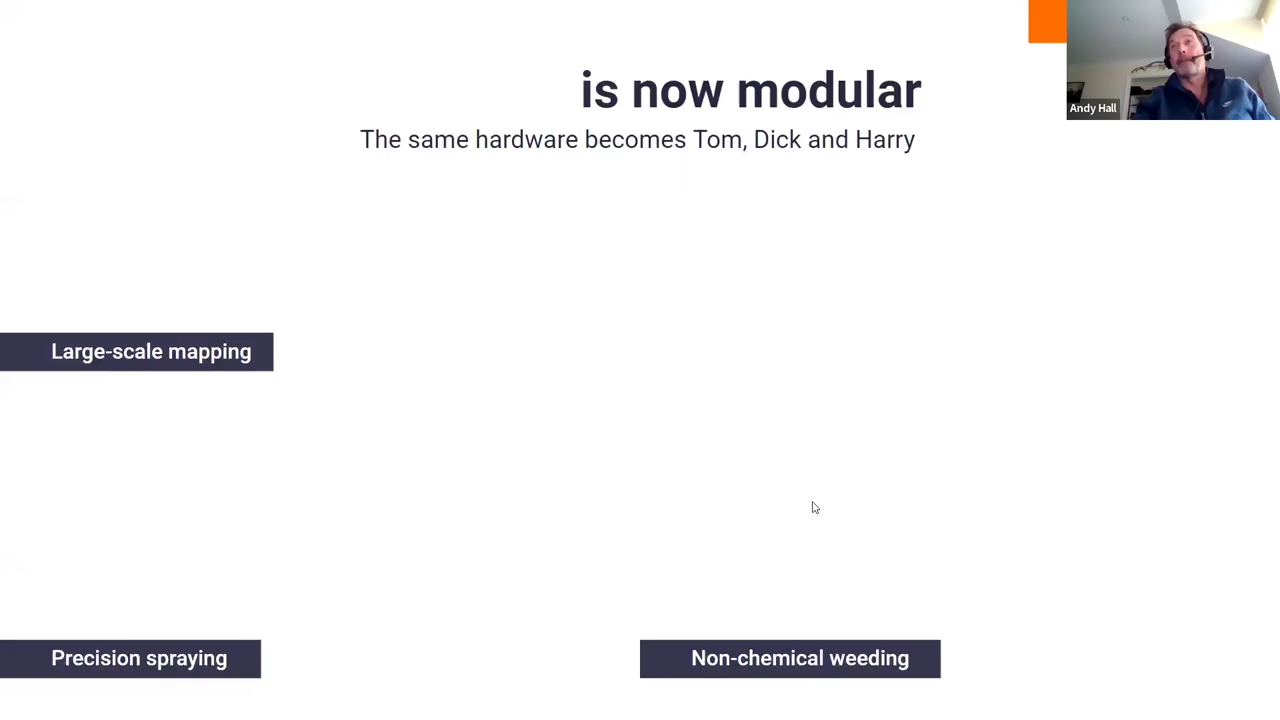 is now modular
The same hardware becomes Tom, Dick and Harry
Andy Hall
Large-scale mapping
Precision spraying
Non-chemical weeding